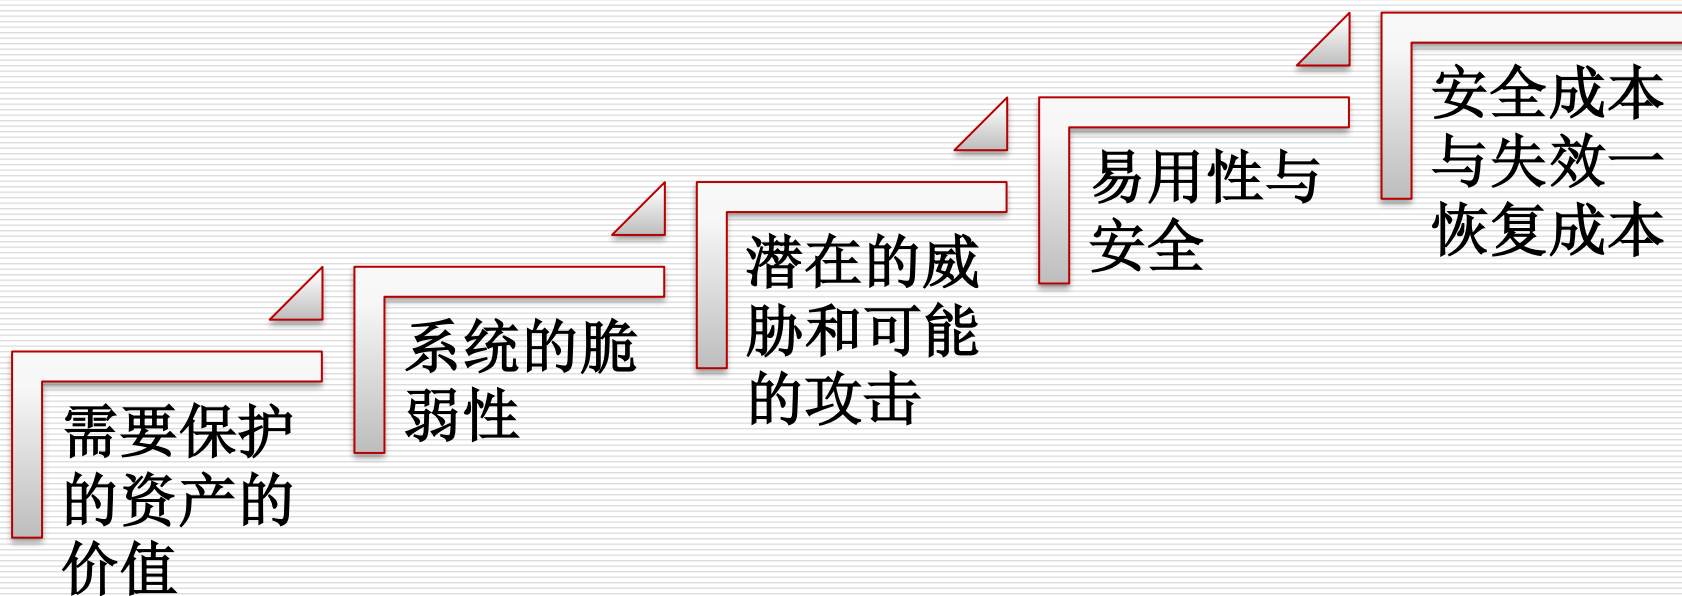 需要保护
的资产的
价值
系统的脆
弱性
潜在的威
胁和可能
的攻击
易用性与
安全
安全成本
与失效一
恢复成本